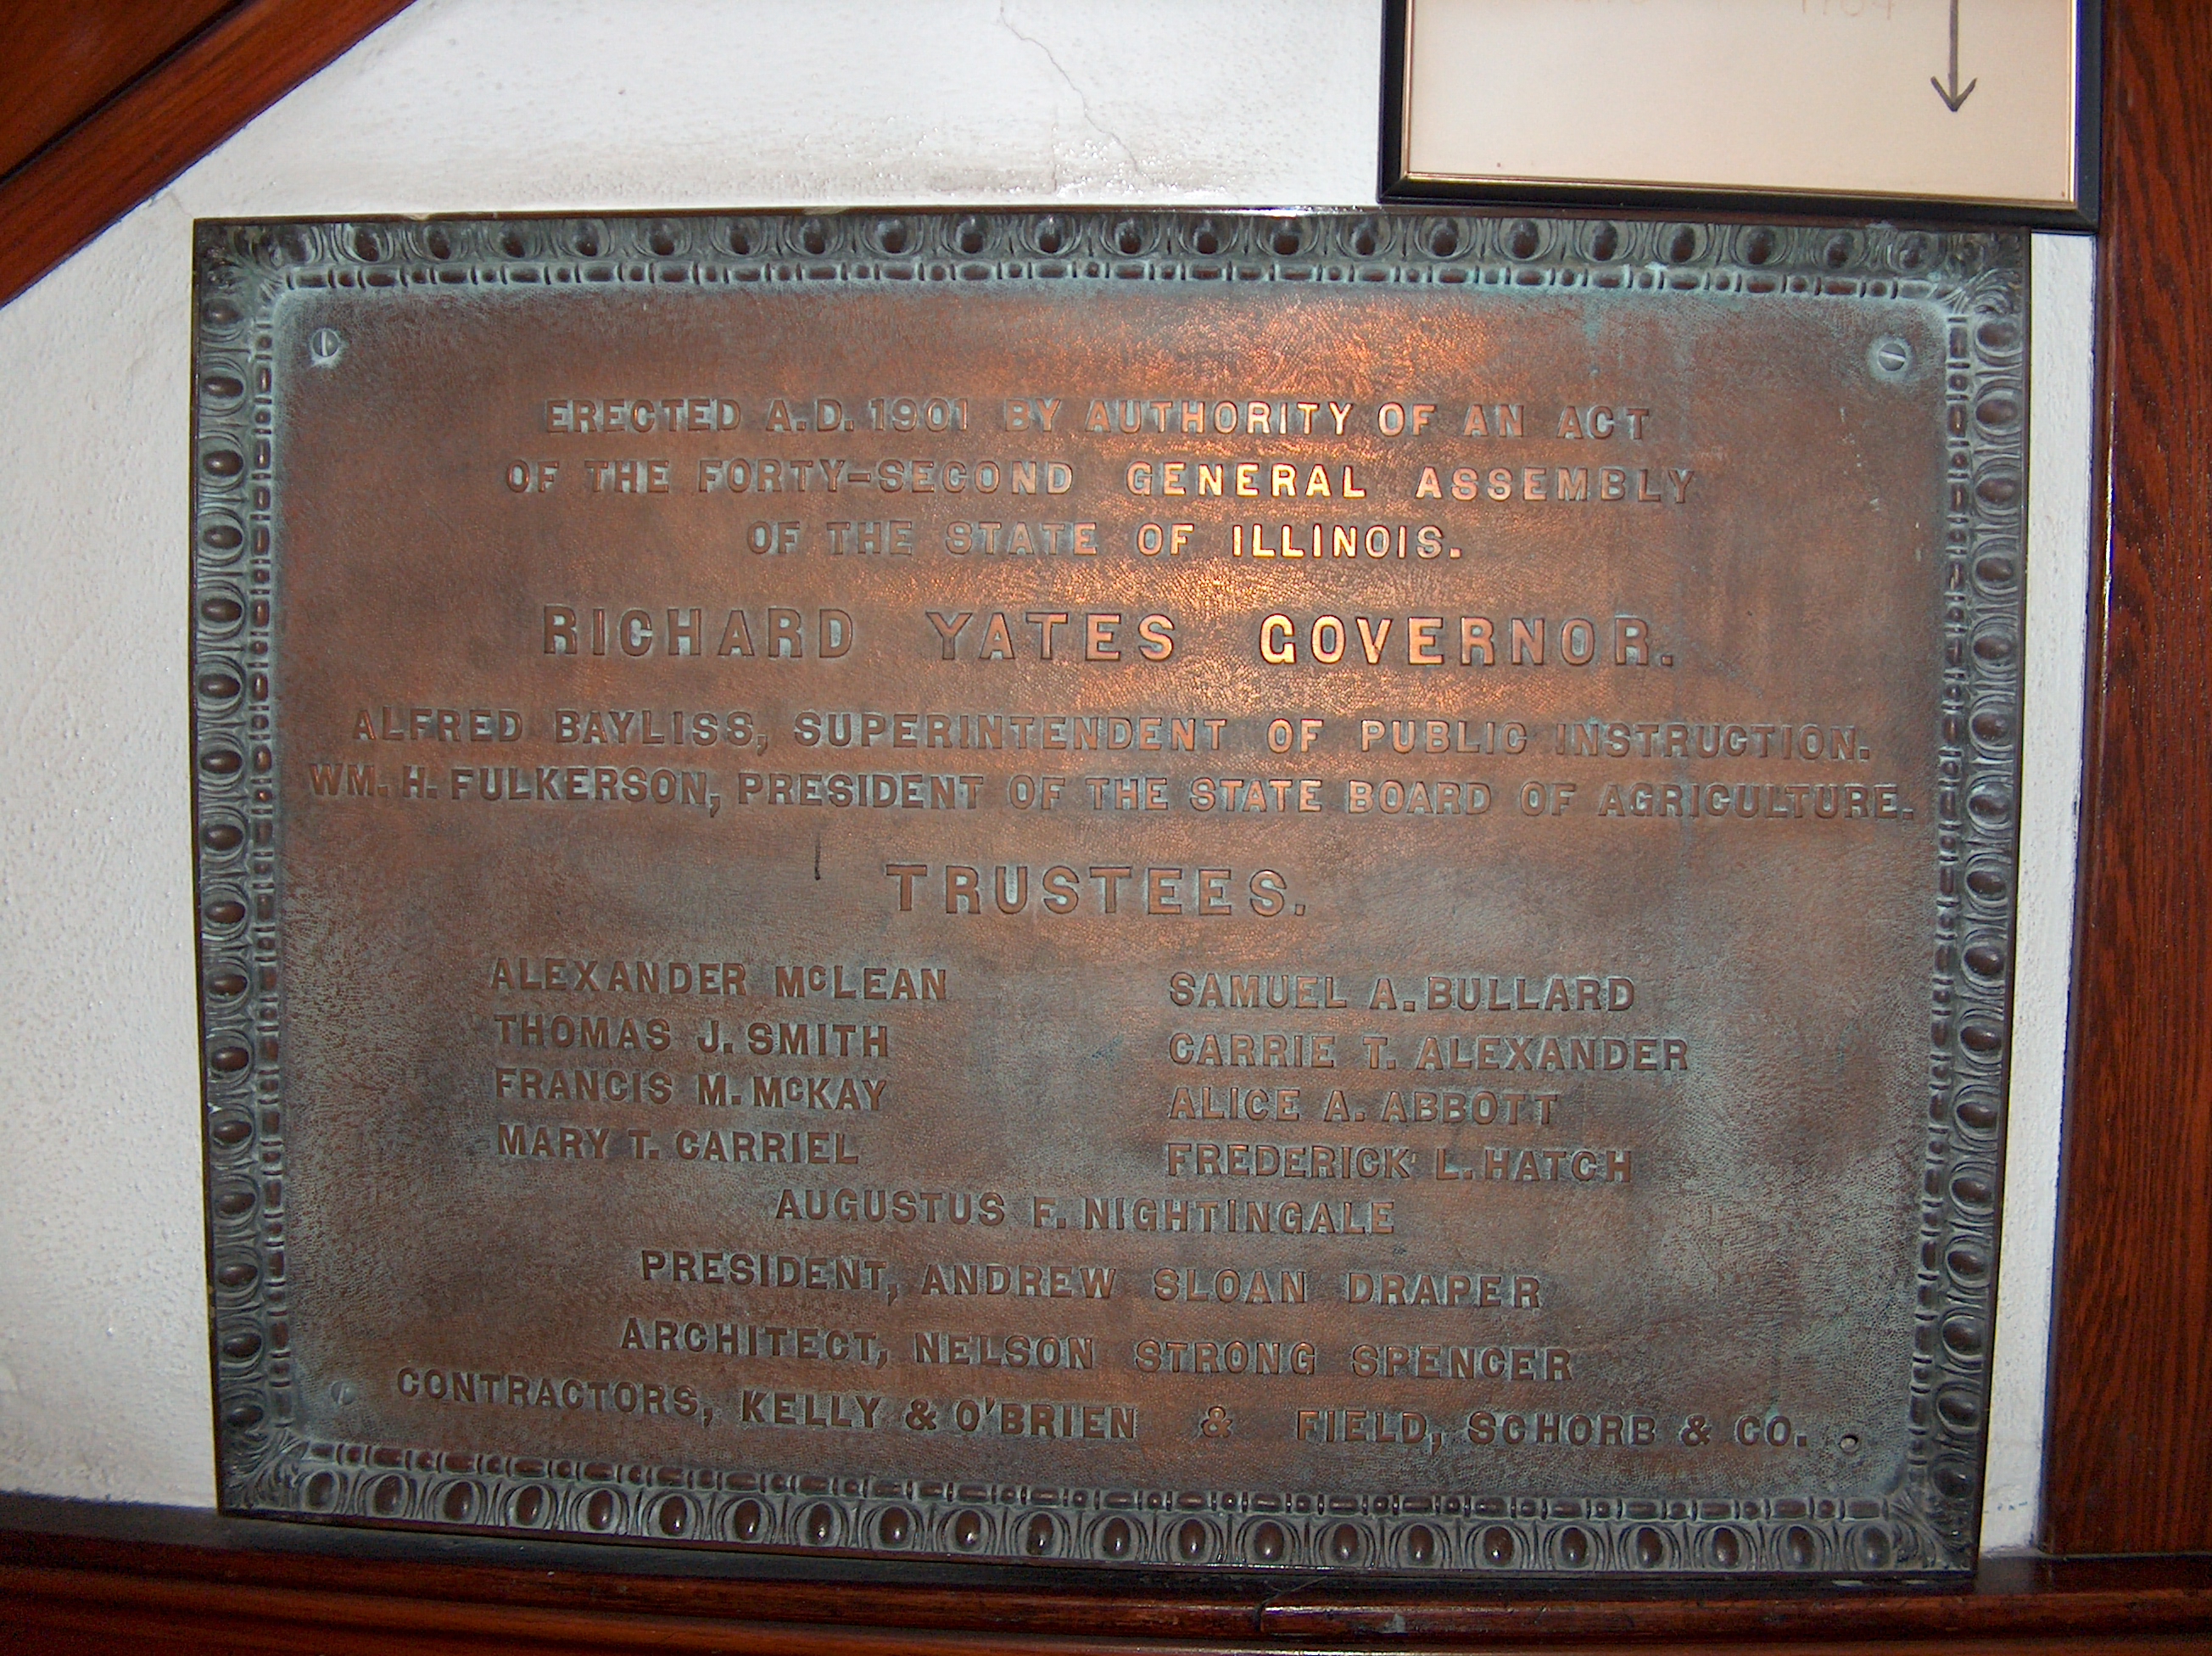 ERECTED A.D. 1901 BY AUTHORITY OF AN ACT
OF THE FORTY-SECOND GENERAL ASSEMBLY
OF THE STATE OF ILLINOIS.
RICHARD YATES GOVERNOR.
ALFRED BAYLISS, SUPERINTENDENT OF PUBLIC INSTRUCTION.
WM. H. FULKERSON, PRESIDENT OF THE STATE BOARD OF AGRICULTURE.
TRUSTEES.
ALEXANDER McLEAN
THOMAS J. SMITH
FRANCIS M. McKAY
MARY T. CARRIEL
SAMUEL A. BULLARD
CARRIE T. ALEXANDER
ALICE A. ABBOTT
FREDERICK L. HATCH
AUGUSTUS F. NIGHTINGALE
PRESIDENT, ANDREW SLOAN DRAPER
ARCHITECT, NELSON STRONG SPENCER
CONTRACTORS, KELLY & O'BRIEN & FIELD, SCHORB & CO.